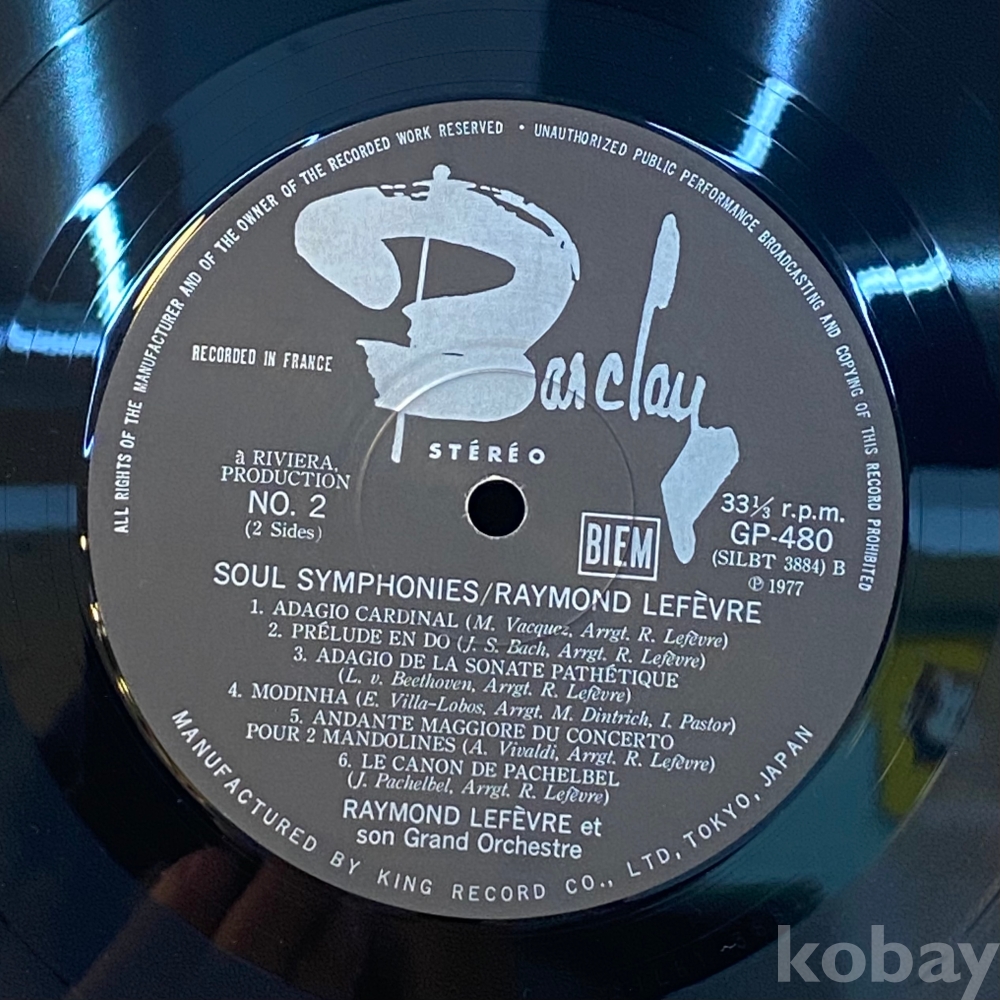 ALL RIGHTS OF THE MANUFACTURER AND OF THE OWNER OF THE RECORDED WORK RESERVED • UNAUTHORIZED PUBLIC PERFORMANCE BROADCASTING AND COPYING OF THIS RECORD PROHIBITED
Barclay
RECORDED IN FRANCE
STÉRÉO
à RIVIERA,
PRODUCTION
NO. 2
(2 Sides)
BIEM
33⅓ r.p.m.
GP-480
(SILBT 3884) B
℗ 1977
SOUL SYMPHONIES/RAYMOND LEFÈVRE
1. ADAGIO CARDINAL (M. Vacquez, Arrgt. R. Lefèvre)
2. PRÉLUDE EN DO (J. S. Bach, Arrgt. R. Lefèvre)
3. ADAGIO DE LA SONATE PATHÉTIQUE
(L. v. Beethoven, Arrgt. R. Lefèvre)
4. MODINHA (E. Villa-Lobos, Arrgt. M. Dintrich, I. Pastor)
5. ANDANTE MAGGIORE DU CONCERTO
POUR 2 MANDOLINES (A. Vivaldi, Arrgt. R. Lefèvre)
6. LE CANON DE PACHELBEL
(J. Pachelbel, Arrgt. R. Lefèvre)
RAYMOND LEFÈVRE et
son Grand Orchestre
MANUFACTURED BY KING RECORD CO., LTD, TOKYO, JAPAN
kobay